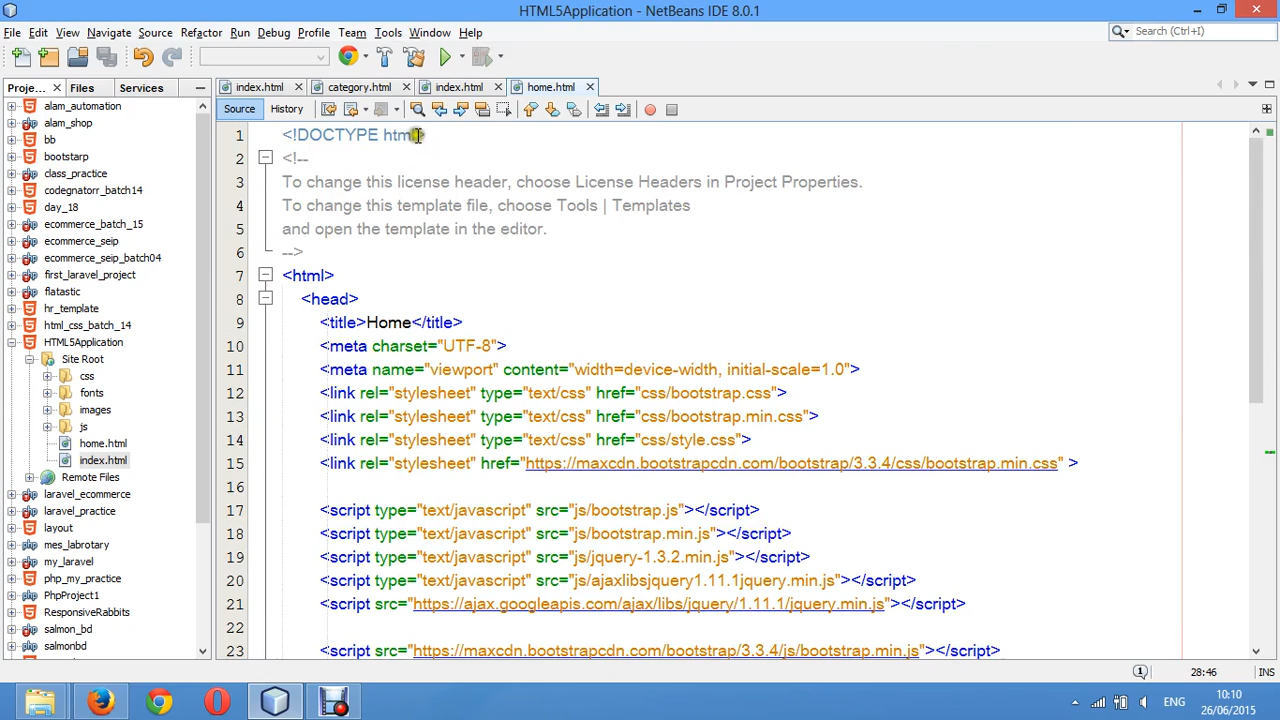 HTML5Application - NetBeans IDE 8.0.1
File Edit View Navigate Source Refactor Run Debug Profile Team Tools Window Help
Search (Ctrl+I)
Proje... Files Services
index.html category.html index.html home.html
Source History
alam_automation
alam_shop
bb
bootstarp
class_practice
codegnatorr_batch14
day_18
ecommerce_batch_15
ecommerce_seip
ecommerce_seip_batch04
first_laravel_project
flatastic
hr_template
html_css_batch_14
HTML5Application
Site Root
css
fonts
images
js
home.html
index.html
Remote Files
laravel_ecommerce
laravel_practice
layout
mes_labrotary
my_laravel
php_my_practice
PhpProject1
ResponsiveRabbits
salmon_bd
salmonbd
1 <!DOCTYPE html>
2 <!--
3 To change this license header, choose License Headers in Project Properties.
4 To change this template file, choose Tools | Templates
5 and open the template in the editor.
6 -->
7 <html>
8 <head>
9 <title>Home</title>
10 <meta charset="UTF-8">
11 <meta name="viewport" content="width=device-width, initial-scale=1.0">
12 <link rel="stylesheet" type="text/css" href="css/bootstrap.css">
13 <link rel="stylesheet" type="text/css" href="css/bootstrap.min.css">
14 <link rel="stylesheet" type="text/css" href="css/style.css">
15 <link rel="stylesheet" href="https://maxcdn.bootstrapcdn.com/bootstrap/3.3.4/css/bootstrap.min.css" >
16
17 <script type="text/javascript" src="js/bootstrap.js"></script>
18 <script type="text/javascript" src="js/bootstrap.min.js"></script>
19 <script type="text/javascript" src="js/jquery-1.3.2.min.js"></script>
20 <script type="text/javascript" src="js/ajaxlibsjquery1.11.1jquery.min.js"></script>
21 <script src="https://ajax.googleapis.com/ajax/libs/jquery/1.11.1/jquery.min.js"></script>
22
23 <script src="https://maxcdn.bootstrapcdn.com/bootstrap/3.3.4/js/bootstrap.min.js"></script>
1 28:46 INS
ENG 10:10
26/06/2015